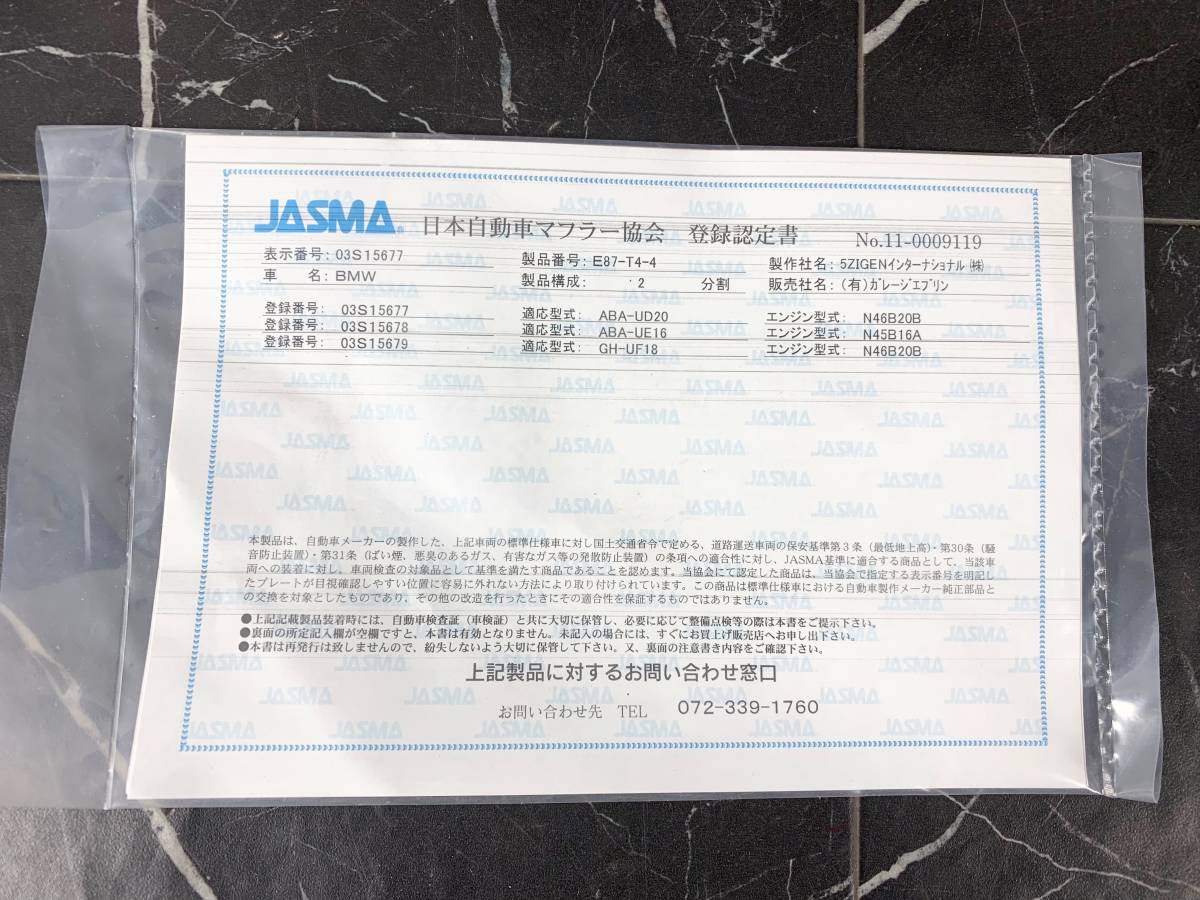 JASMA® 日本自動車マフラー協会 登録認定書 No.11-0009119
表示番号: 03S15677 製品番号: E87-T4-4 製作社名: 5ZIGENインターナショナル㈱
車 名: BMW 製品構成: 2 分割 販売社名: (有)ガレージエブリン
登録番号: 03S15677 適応型式: ABA-UD20 エンジン型式: N46B20B
登録番号: 03S15678 適応型式: ABA-UE16 エンジン型式: N45B16A
登録番号: 03S15679 適応型式: GH-UF18 エンジン型式: N46B20B
本製品は、自動車メーカーの製作した、上記車両の標準仕様車に対し国土交通省令で定める、道路運送車両の保安基準第3条（最低地上高）・第30条（騒
音防止装置）・第31条（ばい煙、悪臭のあるガス、有害なガス等の発散防止装置）の条項への適合性に対し、JASMA基準に適合する商品として、当該車
両への装着に対し、車両検査の対象品として基準を満たす商品であることを認めます。当協会にて認定した商品は、当協会で指定する表示番号を明記し
たプレートが目視確認しやすい位置に容易に外れない方法により取り付けられています。この商品は標準仕様車における自動車製作メーカー純正部品と
の交換を対象としたものであり、その他の改造を行ったときにその適合性を保証するものではありません。
●上記記載製品装着時には、自動車検査証（車検証）と共に大切に保管し、必要に応じて整備点検等の際は本書をご提示下さい。
●裏面の所定記入欄が空欄ですと、本書は有効となりません。未記入の場合には、すぐにお買上げ販売店へお申し出下さい。
●本書は再発行は致しませんので、紛失しないよう大切に保管して下さい。又、裏面の注意書き内容をご確認下さい。
上記製品に対するお問い合わせ窓口
お問い合わせ先 TEL 072-339-1760